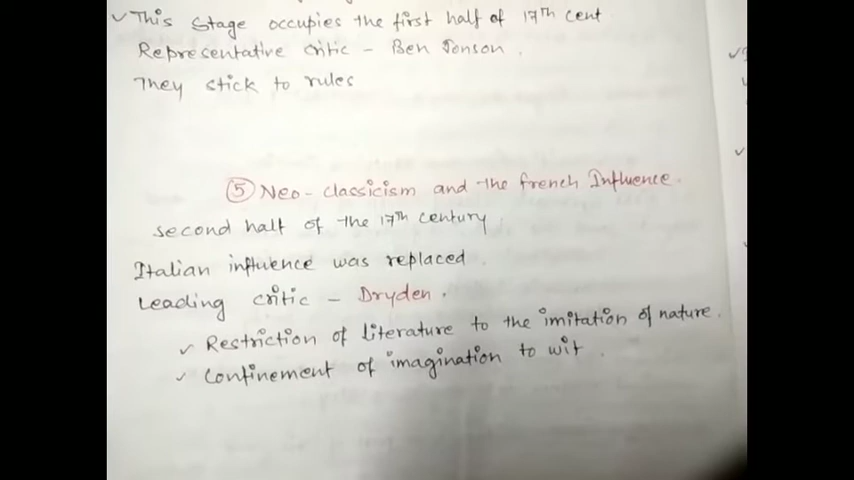 ✓ This stage occupies the first half of 17th cent
Representative critic - Ben Jonson.
They stick to rules
⑤ Neo-classicism and the french Influence.
second half of the 17th century
Italian influence was replaced.
Leading critic - Dryden.
✓ Restriction of literature to the imitation of nature.
✓ Confinement of imagination to wit.